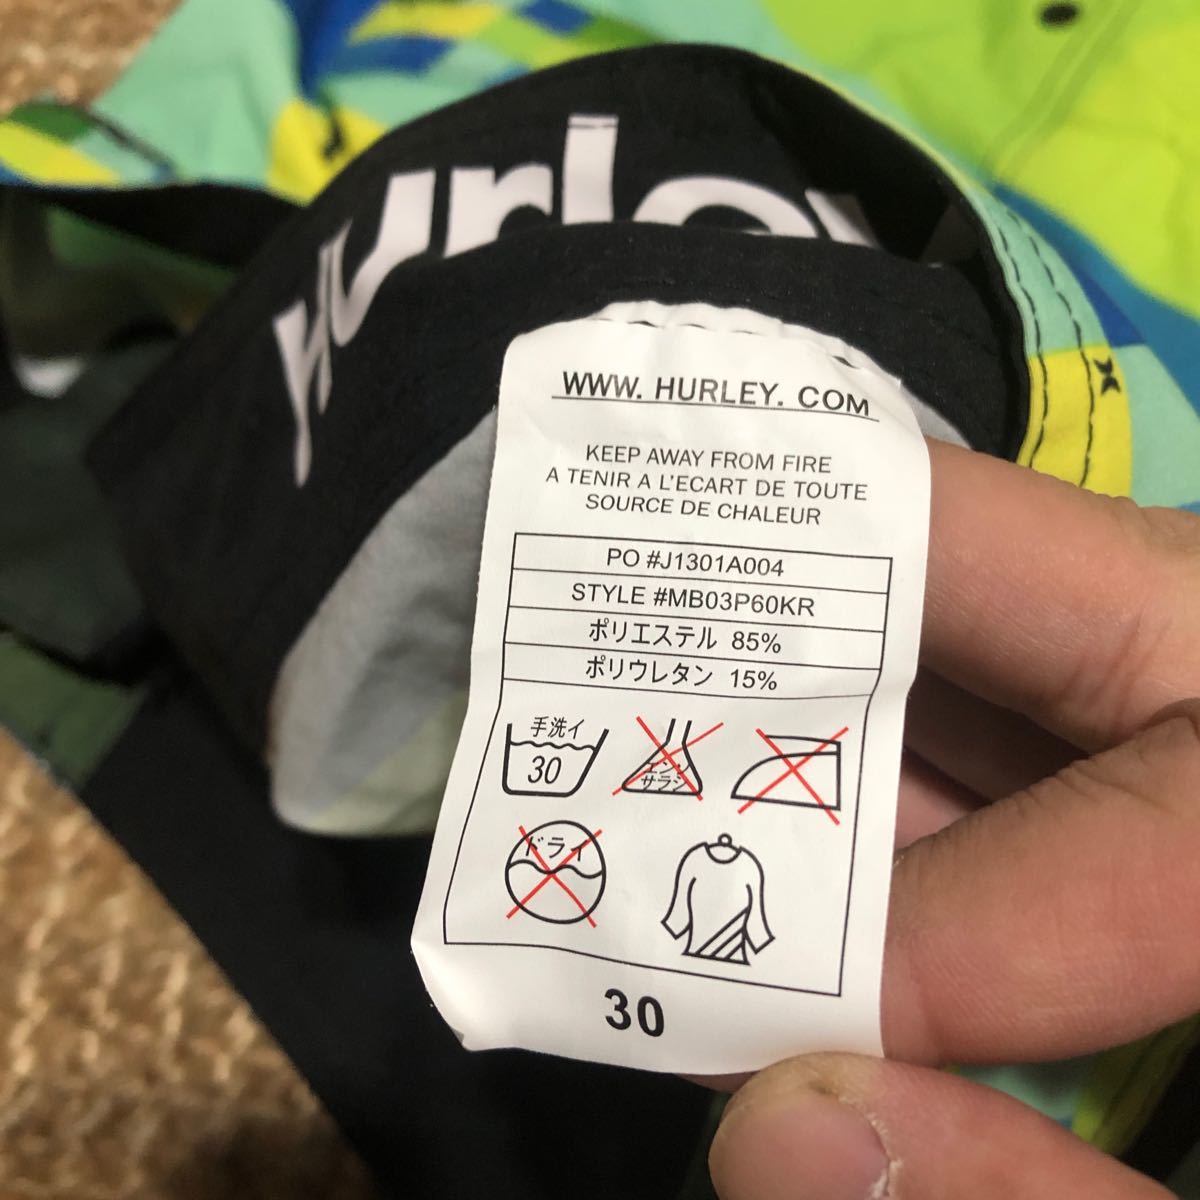 Hurley
WWW. HURLEY. COM
KEEP AWAY FROM FIRE
A TENIR A L'ECART DE TOUTE
SOURCE DE CHALEUR
PO #J1301A004
STYLE #MB03P60KR
ポリエステル 85%
ポリウレタン 15%
手洗イ
30
エンソ
サラシ
ドライ
30